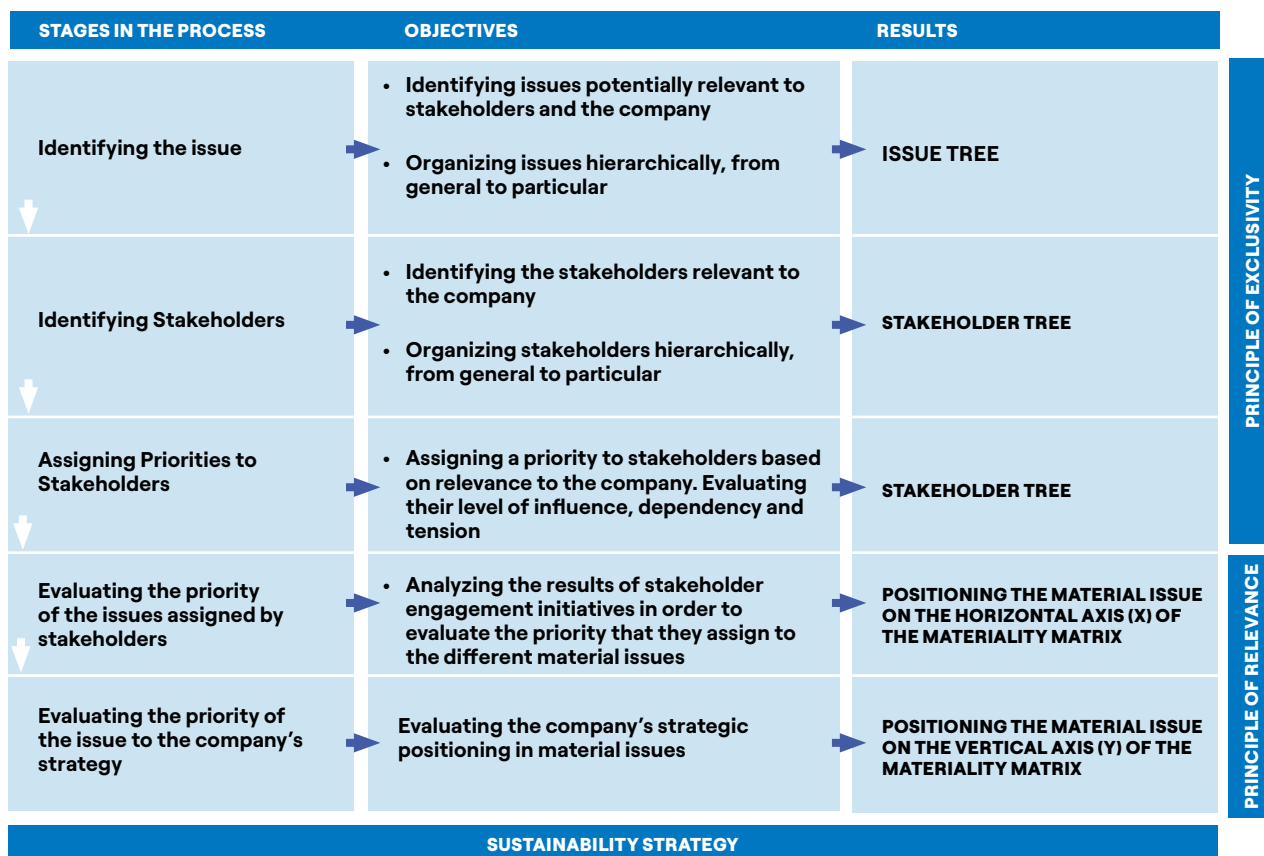 STAGES IN THE PROCESS
OBJECTIVES
RESULTS
Identifying the issue
• Identifying issues potentially relevant to
stakeholders and the company
• Organizing issues hierarchically, from
general to particular
ISSUE TREE
Identifying Stakeholders
• Identifying the stakeholders relevant to
the company
• Organizing stakeholders hierarchically,
from general to particular
STAKEHOLDER TREE
Assigning Priorities to
Stakeholders
• Assigning a priority to stakeholders based
on relevance to the company. Evaluating
their level of influence, dependency and
tension
STAKEHOLDER TREE
PRINCIPLE OF EXCLUSIVITY
Evaluating the priority
of the issues assigned by
stakeholders
• Analyzing the results of stakeholder
engagement initiatives in order to
evaluate the priority that they assign to
the different material issues
POSITIONING THE MATERIAL ISSUE
ON THE HORIZONTAL AXIS (X) OF
THE MATERIALITY MATRIX
Evaluating the priority of
the issue to the company’s
strategy
Evaluating the company’s strategic
positioning in material issues
POSITIONING THE MATERIAL ISSUE
ON THE VERTICAL AXIS (Y) OF THE
MATERIALITY MATRIX
PRINCIPLE OF RELEVANCE
SUSTAINABILITY STRATEGY